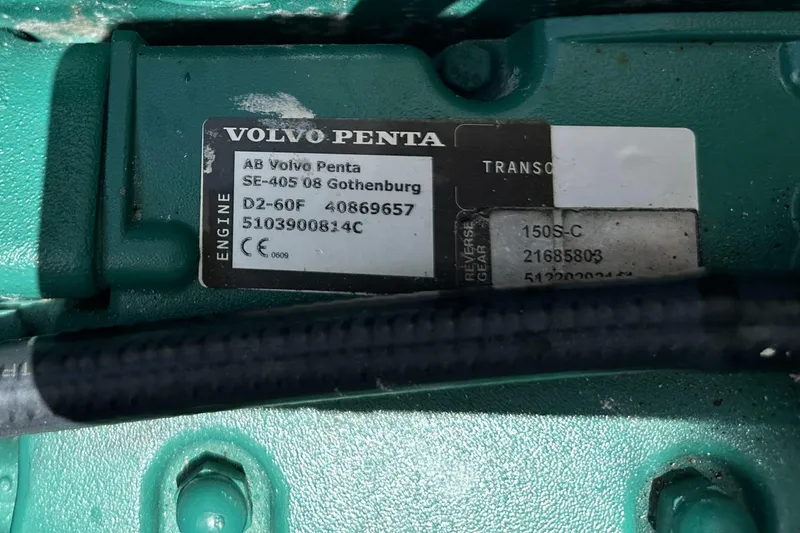 VOLVO PENTA
ENGINE
AB Volvo Penta
SE-405 08 Gothenburg
D2-60F 40869657
5103900814C
CE 0609
REVERSE
GEAR
150S-C
21685803